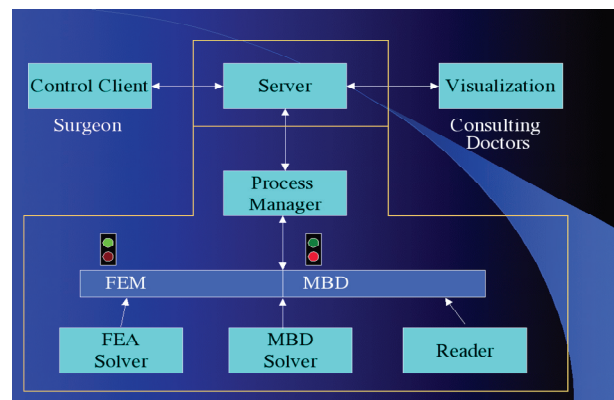 Control Client
Server
Visualization
Surgeon
Consulting
Doctors
Process
Manager
FEM
MBD
FEA
Solver
MBD
Solver
Reader